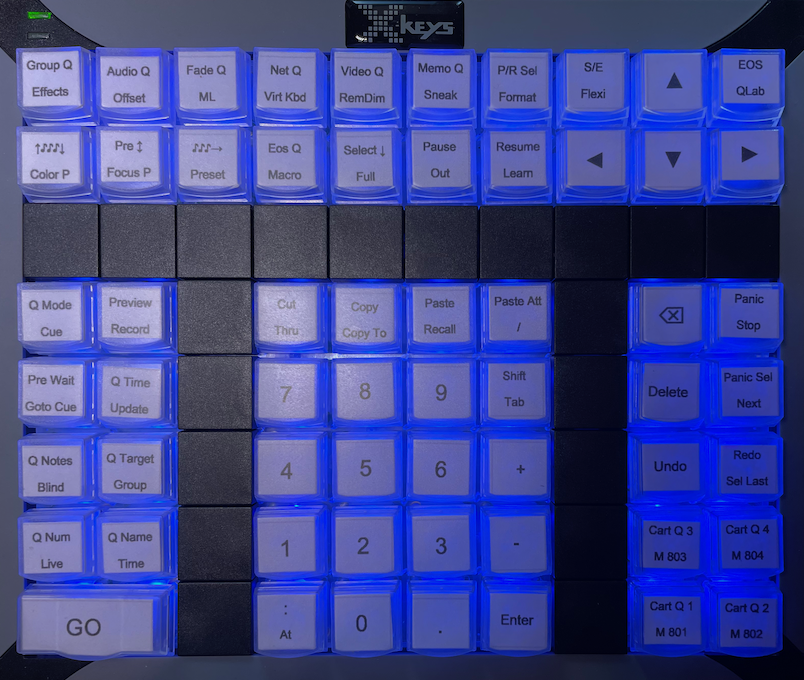 X KEYS
Group Q Audio Q Fade Q Net Q Video Q Memo Q P/R Sel S/E ▲ EOS
Effects Offset ML Virt Kbd RemDim Sneak Format Flexi QLab
↑♪♪♪↓ Pre ↕ ♪♪♪→ Eos Q Select ↓ Pause Resume ◀ ▼ ▶
Color P Focus P Preset Macro Full Out Learn
Q Mode Preview Cut Copy Paste Paste Att ⌫ Panic
Cue Record Thru Copy To Recall / Stop
Pre Wait Q Time 7 8 9 Shift Delete Panic Sel
Goto Cue Update Tab Next
Q Notes Q Target 4 5 6 + Undo Redo
Blind Group Sel Last
Q Num Q Name 1 2 3 - Cart Q 3 Cart Q 4
Live Time M 803 M 804
GO : 0 . Enter Cart Q 1 Cart Q 2
At M 801 M 802